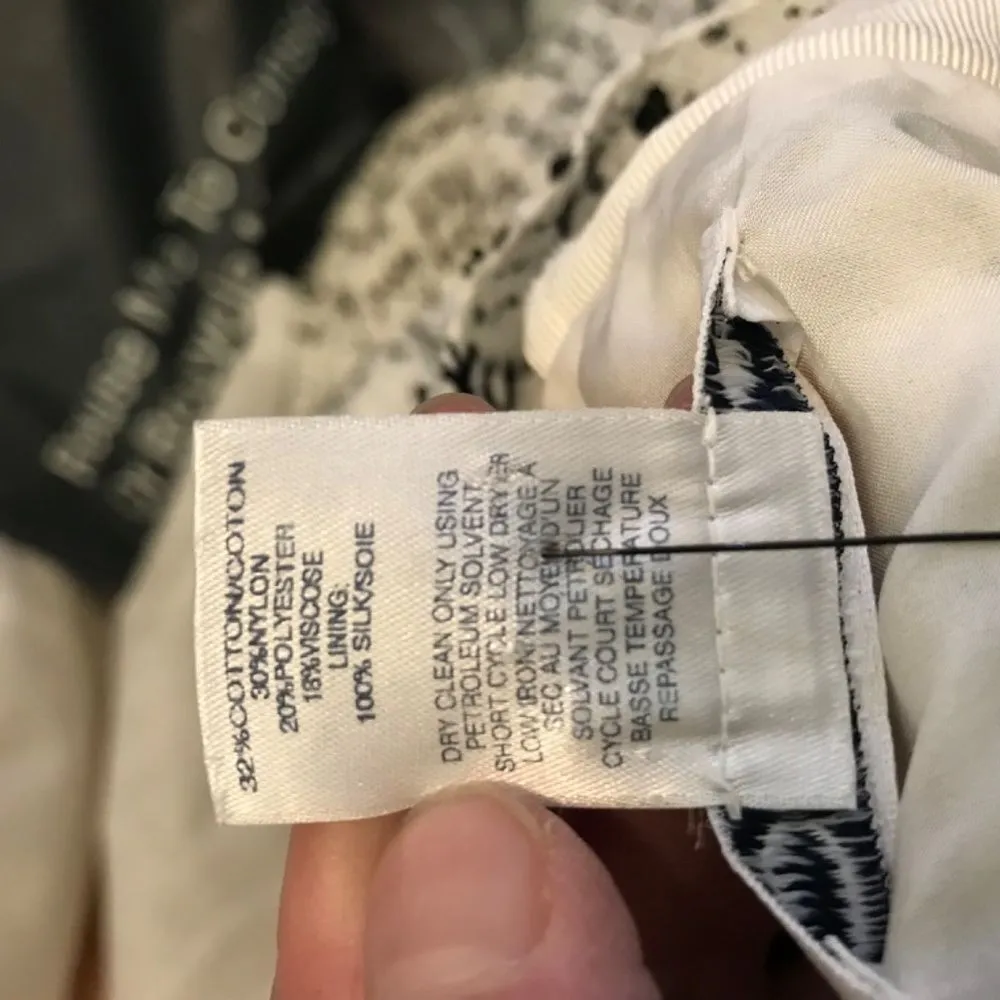 32%COTTON/COTON
30%NYLON
20%POLYESTER
18%VISCOSE
LINING:
100% SILK/SOIE
DRY CLEAN ONLY USING
PETROLEUM SOLVENT
SHORT CYCLE LOW DRY
LOW IRON NETTOYAGE A
SEC AU MOYEN D'UN
SOLVANT PETROLIER
CYCLE COURT SECHAGE
BASSE TEMPERATURE
REPASSAGE DOUX